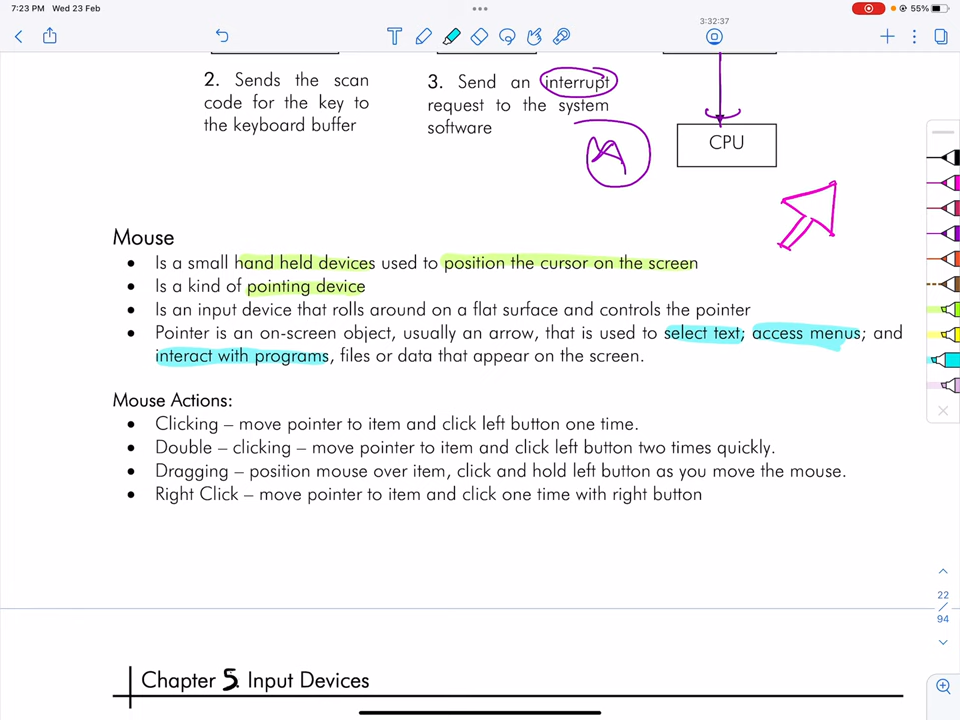 7:23 PM Wed 23 Feb
55%
3:32:37
2. Sends the scan
code for the key to
the keyboard buffer
3. Send an interrupt
request to the system
software
CPU
Mouse
• Is a small hand held devices used to position the cursor on the screen
• Is a kind of pointing device
• Is an input device that rolls around on a flat surface and controls the pointer
• Pointer is an on-screen object, usually an arrow, that is used to select text; access menus; and
interact with programs, files or data that appear on the screen.
Mouse Actions:
• Clicking – move pointer to item and click left button one time.
• Double – clicking – move pointer to item and click left button two times quickly.
• Dragging – position mouse over item, click and hold left button as you move the mouse.
• Right Click – move pointer to item and click one time with right button
22
/
94
Chapter 5. Input Devices